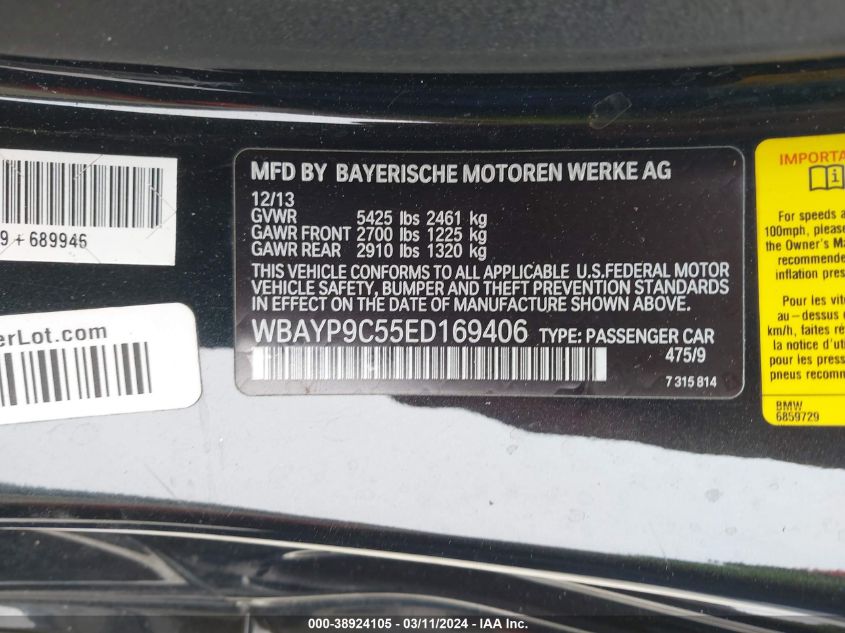 9 + 689946
erLot.com
MFD BY BAYERISCHE MOTOREN WERKE AG
12/13
GVWR 5425 lbs 2461 kg
GAWR FRONT 2700 lbs 1225 kg
GAWR REAR 2910 lbs 1320 kg
THIS VEHICLE CONFORMS TO ALL APPLICABLE U.S.FEDERAL MOTOR
VEHICLE SAFETY, BUMPER AND THEFT PREVENTION STANDARDS
IN EFFECT ON THE DATE OF MANUFACTURE SHOWN ABOVE.
WBAYP9C55ED169406 TYPE: PASSENGER CAR
475/9
7 315 814
IMPORTA
i
For speeds a
100mph, please
the Owner's Ma
recommende
inflation pres
Pour les vit
au-dessus d
km/h, faites ré
la notice d'u
pour les press
pneus recomm
BMW
6859729
000-38924105 - 03/11/2024 - IAA Inc.